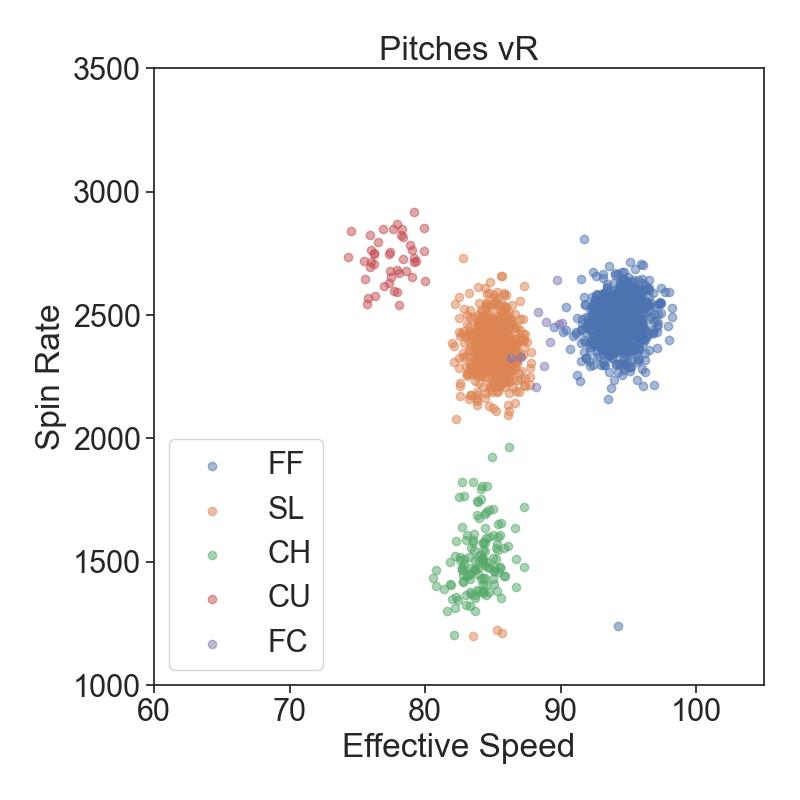 Pitches vR
3500
3000
2500
2000
1500
1000
Spin Rate
FF
SL
CH
CU
FC
60 70 80 90 100
Effective Speed